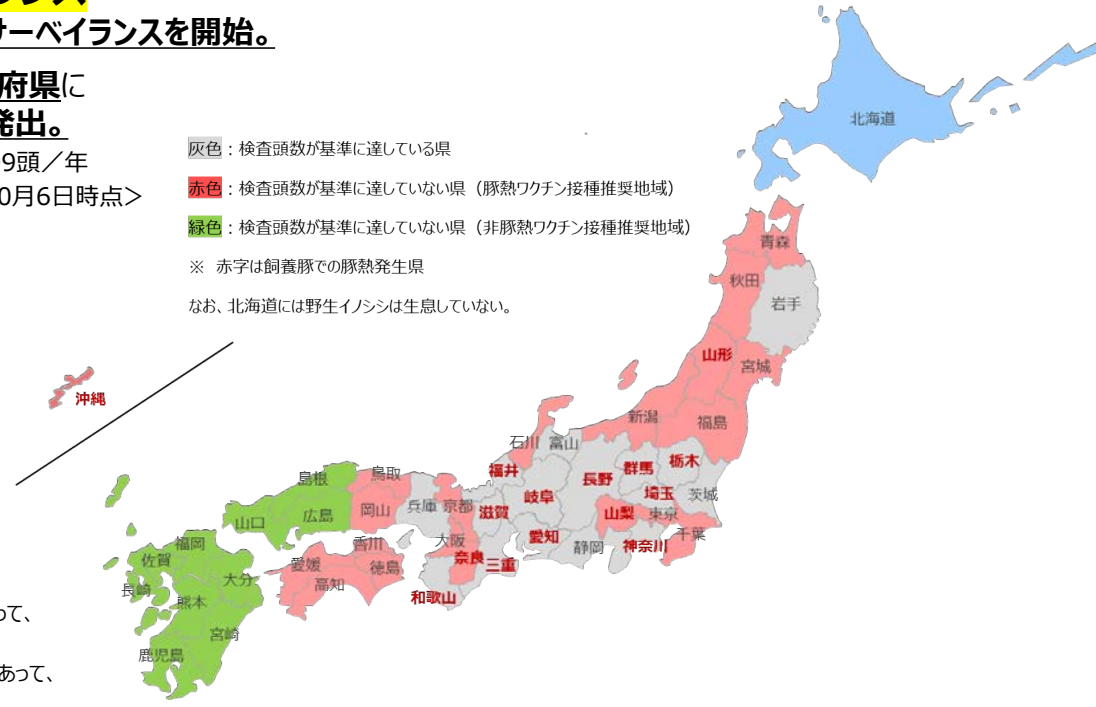 サーベイランスを開始。
府県に
発出。
9頭／年
0月6日時点＞
灰色：検査頭数が基準に達している県
赤色：検査頭数が基準に達していない県（豚熱ワクチン接種推奨地域）
緑色：検査頭数が基準に達していない県（非豚熱ワクチン接種推奨地域）
※ 赤字は飼養豚での豚熱発生県
なお、北海道には野生イノシシは生息していない。
北海道
青森
秋田
岩手
山形
宮城
新潟
福島
沖縄
石川
富山
福井
長野
群馬
栃木
岐阜
埼玉
茨城
島根
鳥取
兵庫
京都
滋賀
山梨
東京
山口
広島
岡山
愛知
静岡
神奈川
千葉
大阪
奈良
三重
和歌山
福岡
佐賀
大分
香川
愛媛
徳島
高知
長崎
熊本
宮崎
鹿児島
って、
あって、